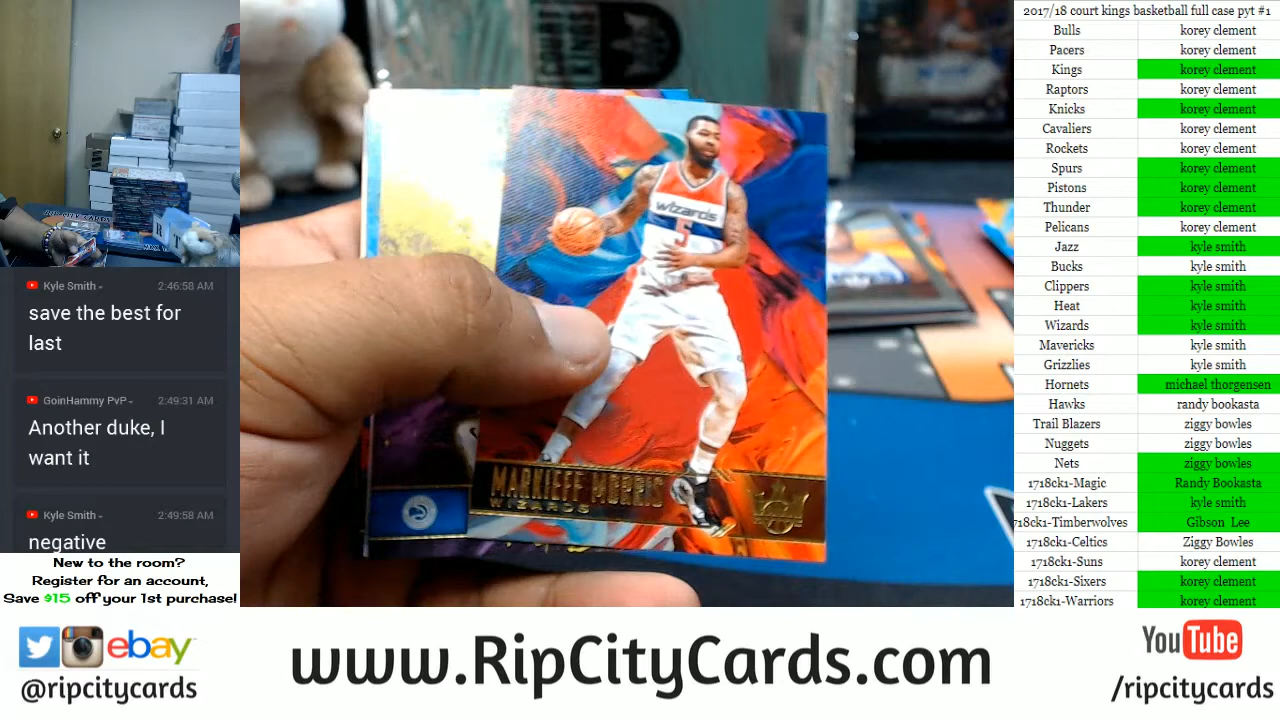 Kyle Smith 2:46:58 AM
save the best for
last
GoinHammy PvP 2:49:31 AM
Another duke, I
want it
Kyle Smith 2:49:58 AM
negative
New to the room?
Register for an account,
Save $15 off your 1st purchase!
RIP CITY CARDS
COURT KINGS
wizards
5
MARKIEFF MORRIS
WIZARDS
2017/18 court kings basketball full case pyt #1
Bulls korey clement
Pacers korey clement
Kings korey clement
Raptors korey clement
Knicks korey clement
Cavaliers korey clement
Rockets korey clement
Spurs korey clement
Pistons korey clement
Thunder korey clement
Pelicans korey clement
Jazz kyle smith
Bucks kyle smith
Clippers kyle smith
Heat kyle smith
Wizards kyle smith
Mavericks kyle smith
Grizzlies kyle smith
Hornets michael thorgensen
Hawks randy bookasta
Trail Blazers ziggy bowles
Nuggets ziggy bowles
Nets ziggy bowles
1718ck1-Magic Randy Bookasta
1718ck1-Lakers kyle smith
718ck1-Timberwolves Gibson Lee
1718ck1-Celtics Ziggy Bowles
1718ck1-Suns korey clement
1718ck1-Sixers korey clement
1718ck1-Warriors korey clement
ebay
@ripcitycards
www.RipCityCards.com
YouTube
/ripcitycards